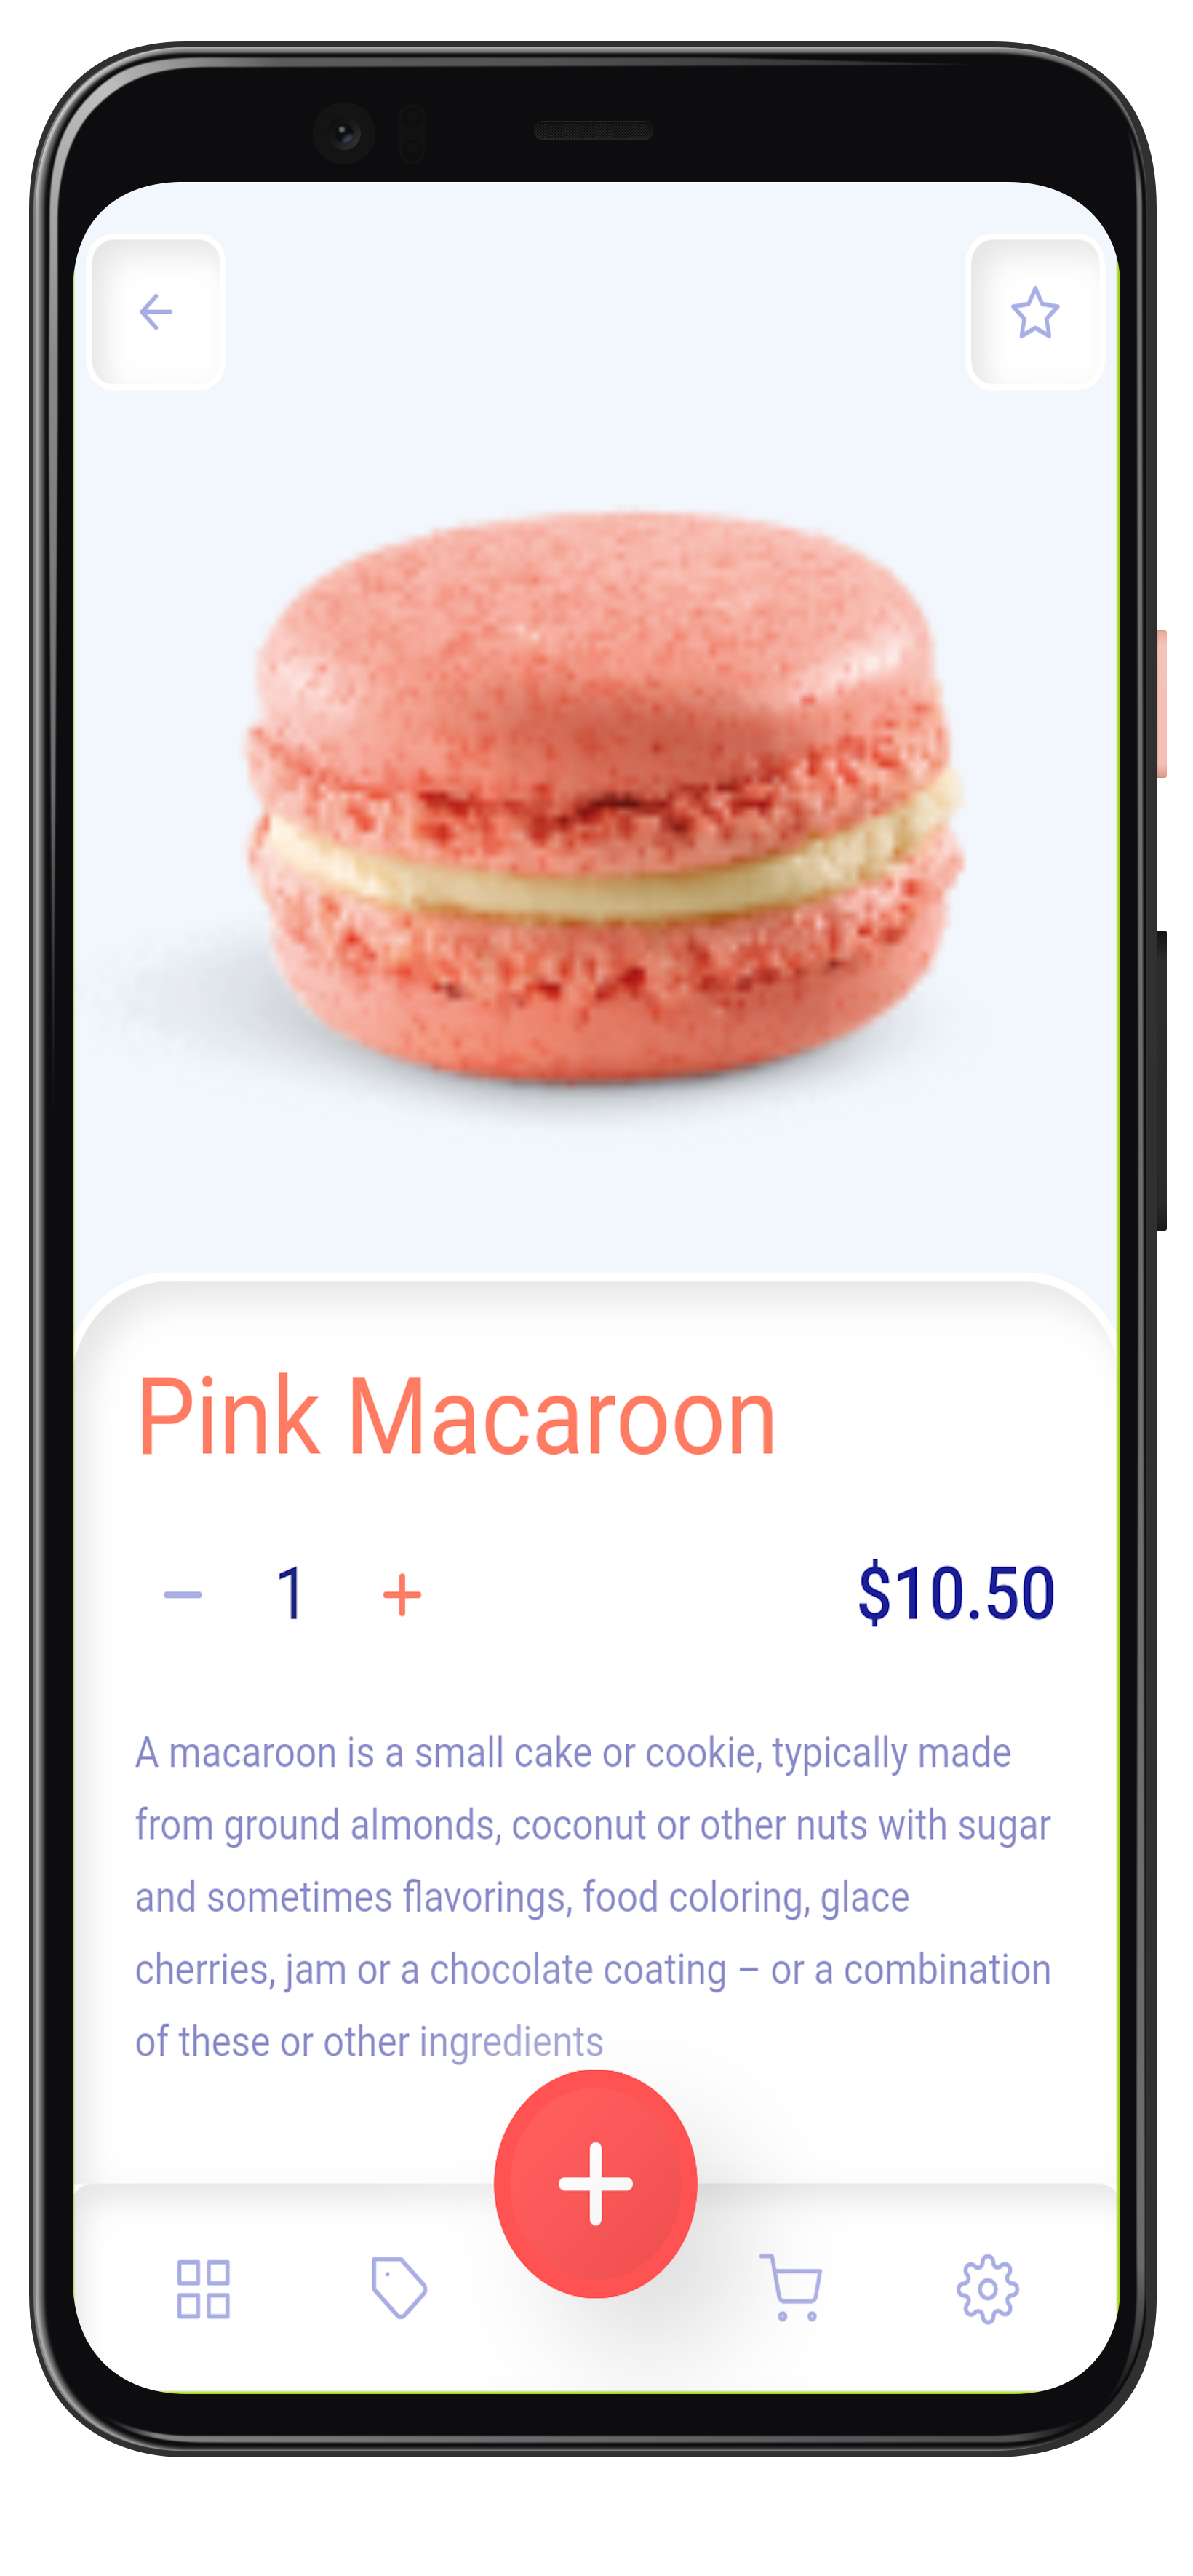 Pink Macaroon
1
$10.50
A macaroon is a small cake or cookie, typically made
from ground almonds, coconut or other nuts with sugar
and sometimes flavorings, food coloring, glace
cherries, jam or a chocolate coating – or a combination
of these or other ingredients